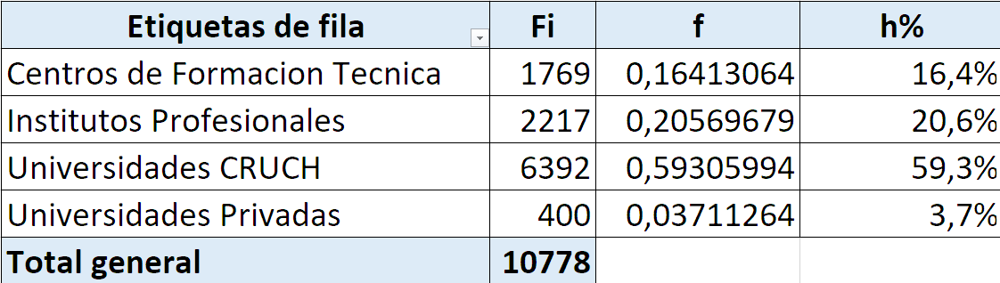 Etiquetas de fila Fi f h%
Centros de Formacion Tecnica 1769 0,16413064 16,4%
Institutos Profesionales 2217 0,20569679 20,6%
Universidades CRUCH 6392 0,59305994 59,3%
Universidades Privadas 400 0,03711264 3,7%
Total general 10778